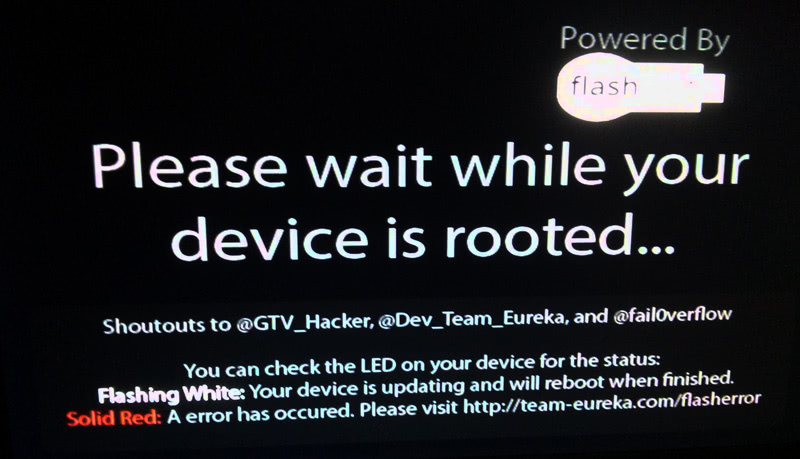 Powered By
flash
Please wait while your
device is rooted...
Shoutouts to @GTV_Hacker, @Dev_Team_Eureka, and @fail0verflow
You can check the LED on your device for the status:
Flashing White: Your device is updating and will reboot when finished.
Solid Red: A error has occured. Please visit http://team-eureka.com/flasherror